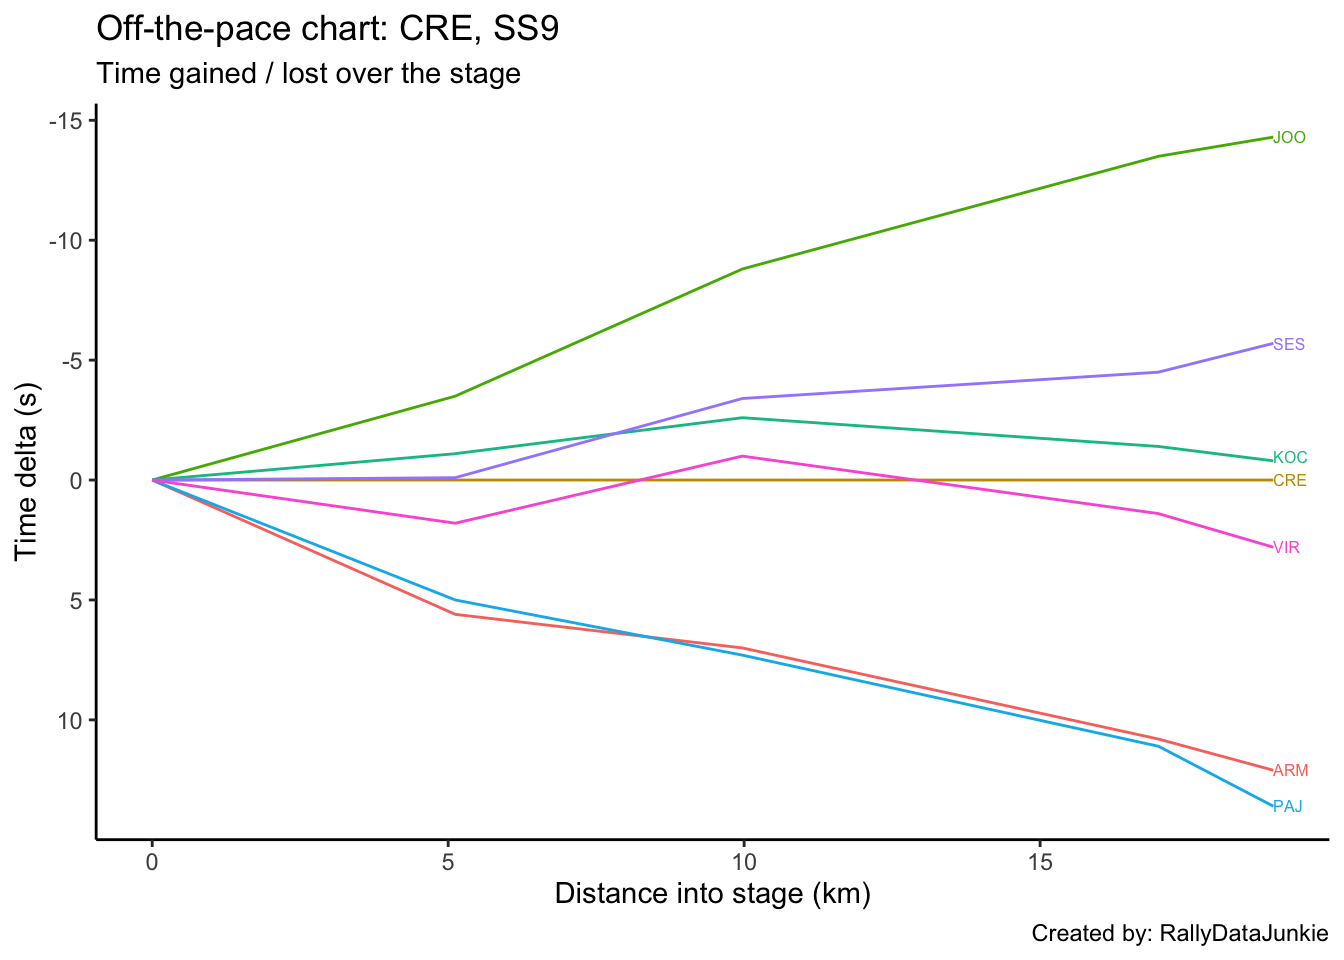 Off-the-pace chart: CRE, SS9
Time gained / lost over the stage
Time delta (s)
-15
-10
-5
0
5
10
JOO
SES
KOC
CRE
VIR
ARM
PAJ
0 5 10 15
Distance into stage (km)
Created by: RallyDataJunkie